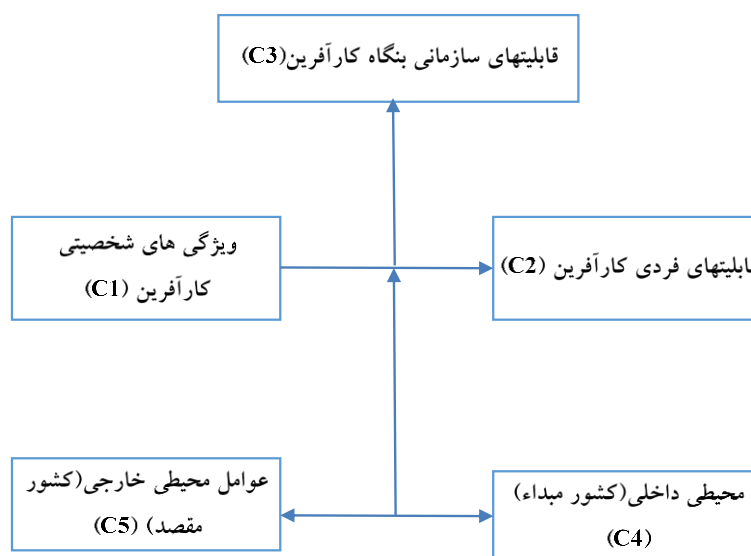 قابلیتهای سازمانی بنگاه کارآفرین(C3)
ویژگی های شخصیتی
کارآفرین (C1)
ابلیتهای فردی کارآفرین (C2)
عوامل محیطی خارجی(کشور
مقصد) (C5)
محیطی داخلی(کشور مبداء)
(C4)